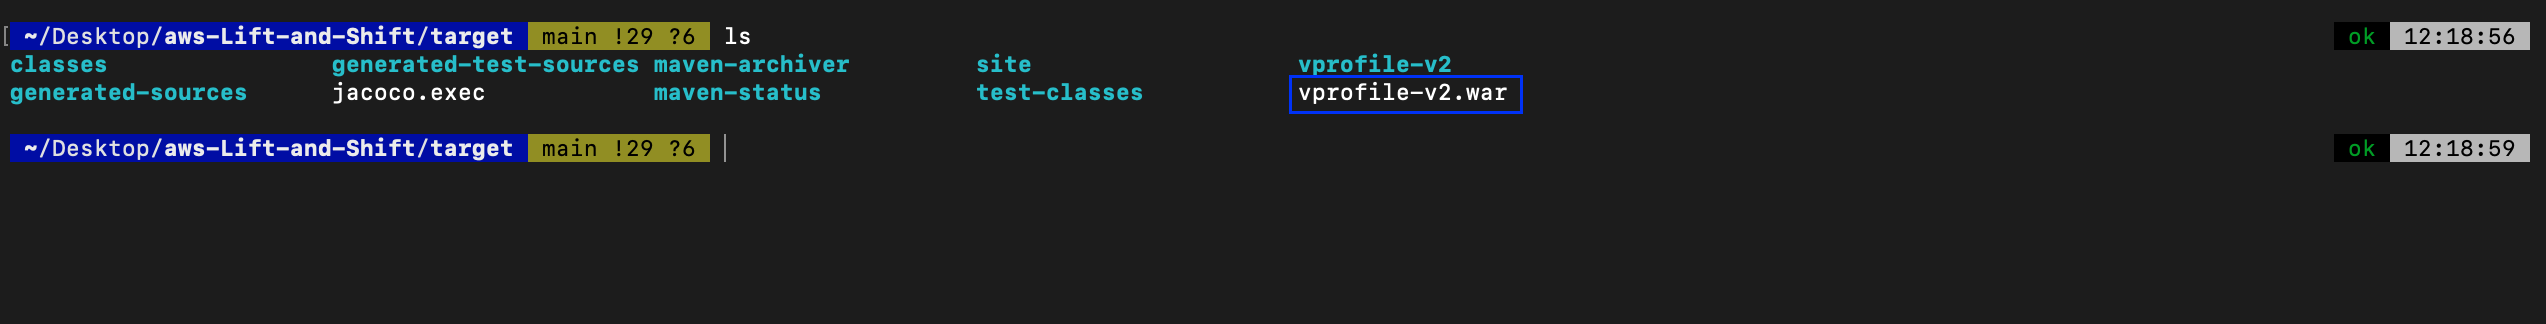 ~/Desktop/aws-Lift-and-Shift/target main !29 ?6 ls ok 12:18:56
classes generated-test-sources maven-archiver site vprofile-v2
generated-sources jacoco.exec maven-status test-classes vprofile-v2.war
~/Desktop/aws-Lift-and-Shift/target main !29 ?6 ok 12:18:59